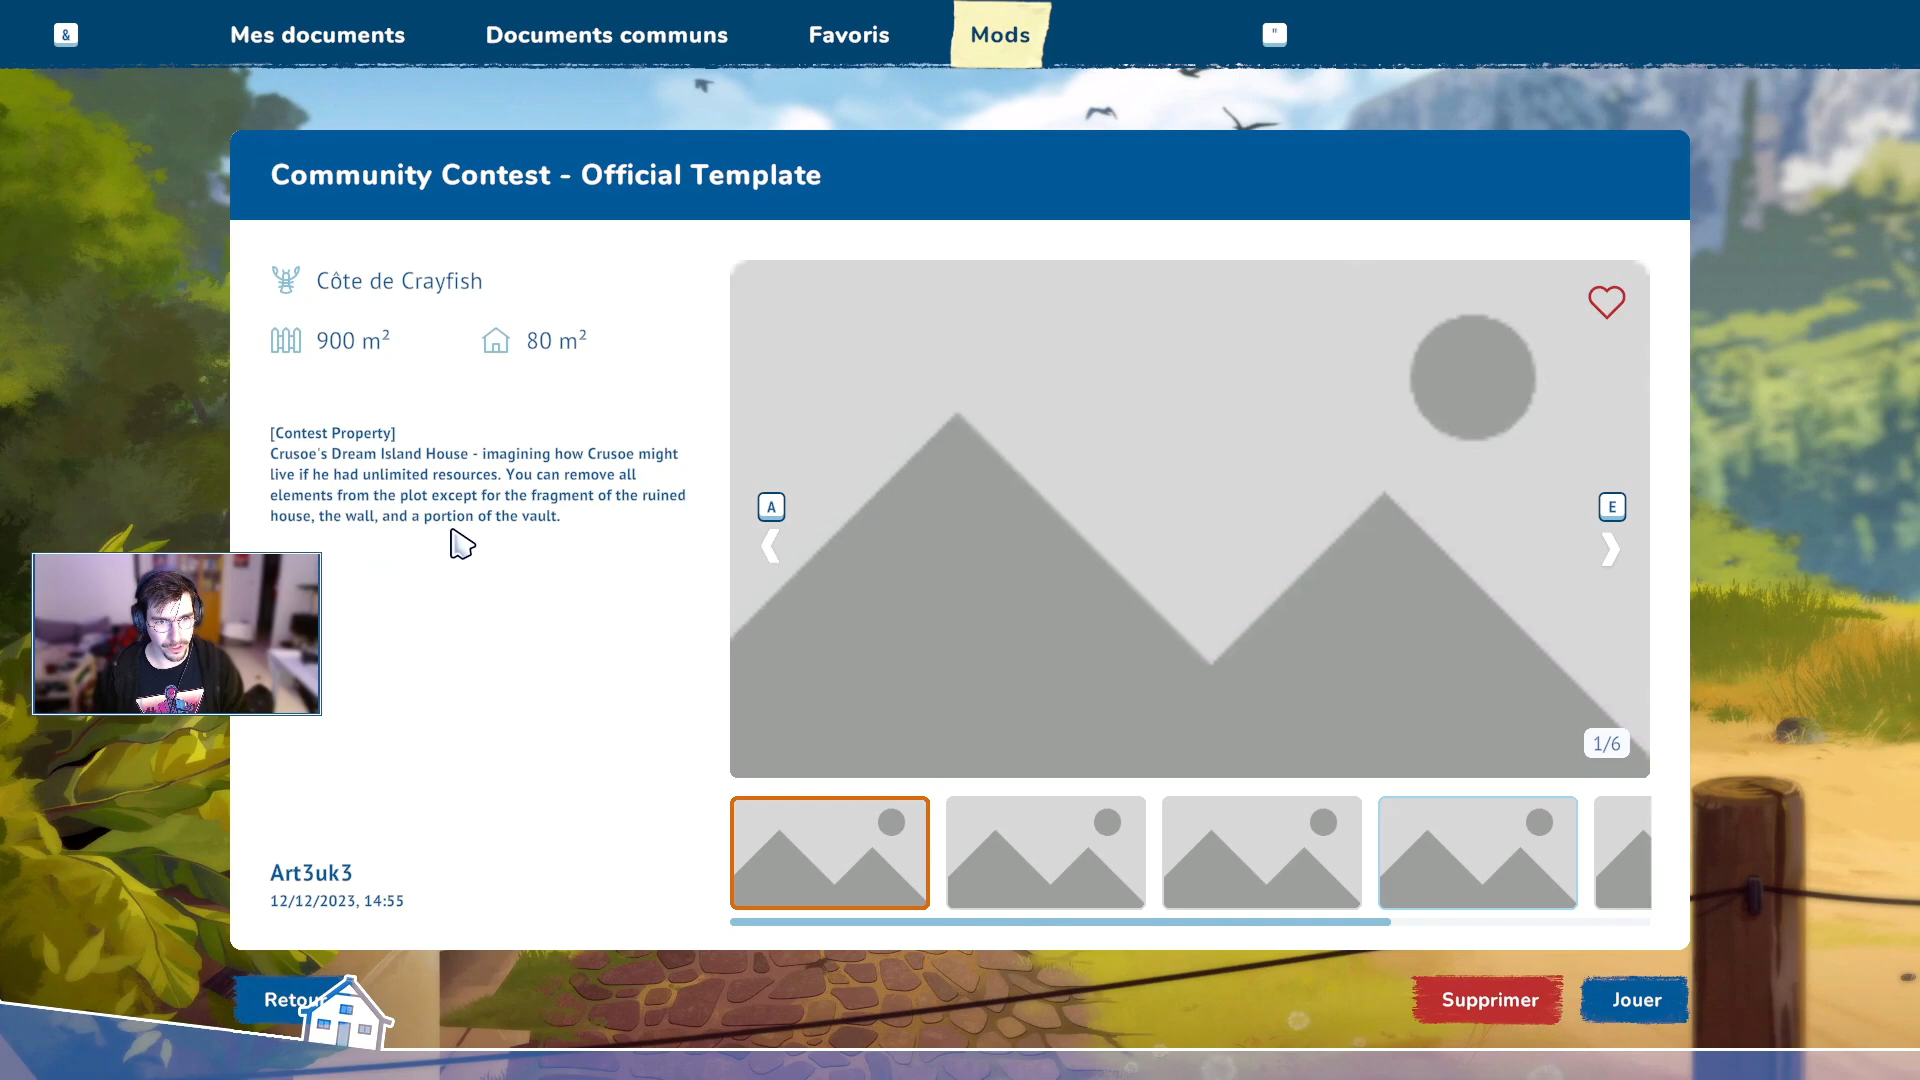 &
Mes documents
Documents communs
Favoris
Mods
"
Community Contest - Official Template
Côte de Crayfish
900 m²
80 m²
[Contest Property]
Crusoe's Dream Island House - imagining how Crusoe might
live if he had unlimited resources. You can remove all
elements from the plot except for the fragment of the ruined
house, the wall, and a portion of the vault.
A
E
1/6
Art3uk3
12/12/2023, 14:55
Retour
Supprimer
Jouer